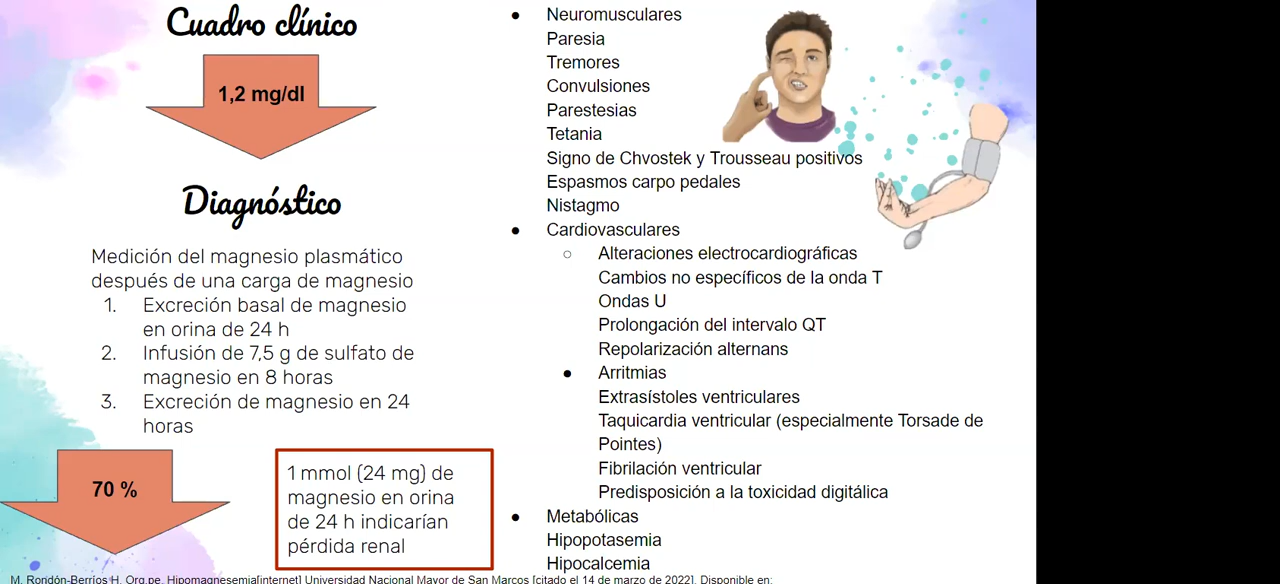 Cuadro clínico
1,2 mg/dl
Diagnóstico
Medición del magnesio plasmático
después de una carga de magnesio
1. Excreción basal de magnesio
en orina de 24 h
2. Infusión de 7,5 g de sulfato de
magnesio en 8 horas
3. Excreción de magnesio en 24
horas
70 %
1 mmol (24 mg) de
magnesio en orina
de 24 h indicarían
pérdida renal
● Neuromusculares
Paresia
Tremores
Convulsiones
Parestesias
Tetania
Signo de Chvostek y Trousseau positivos
Espasmos carpo pedales
Nistagmo
● Cardiovasculares
○ Alteraciones electrocardiográficas
Cambios no específicos de la onda T
Ondas U
Prolongación del intervalo QT
Repolarización alternans
● Arritmias
Extrasístoles ventriculares
Taquicardia ventricular (especialmente Torsade de
Pointes)
Fibrilación ventricular
Predisposición a la toxicidad digitálica
● Metabólicas
Hipopotasemia
Hipocalcemia
M. Rondón-Berríos H. Org.pe. Hipomagnesemia[internet] Universidad Nacional Mayor de San Marcos [citado el 14 de marzo de 2022]. Disponible en: